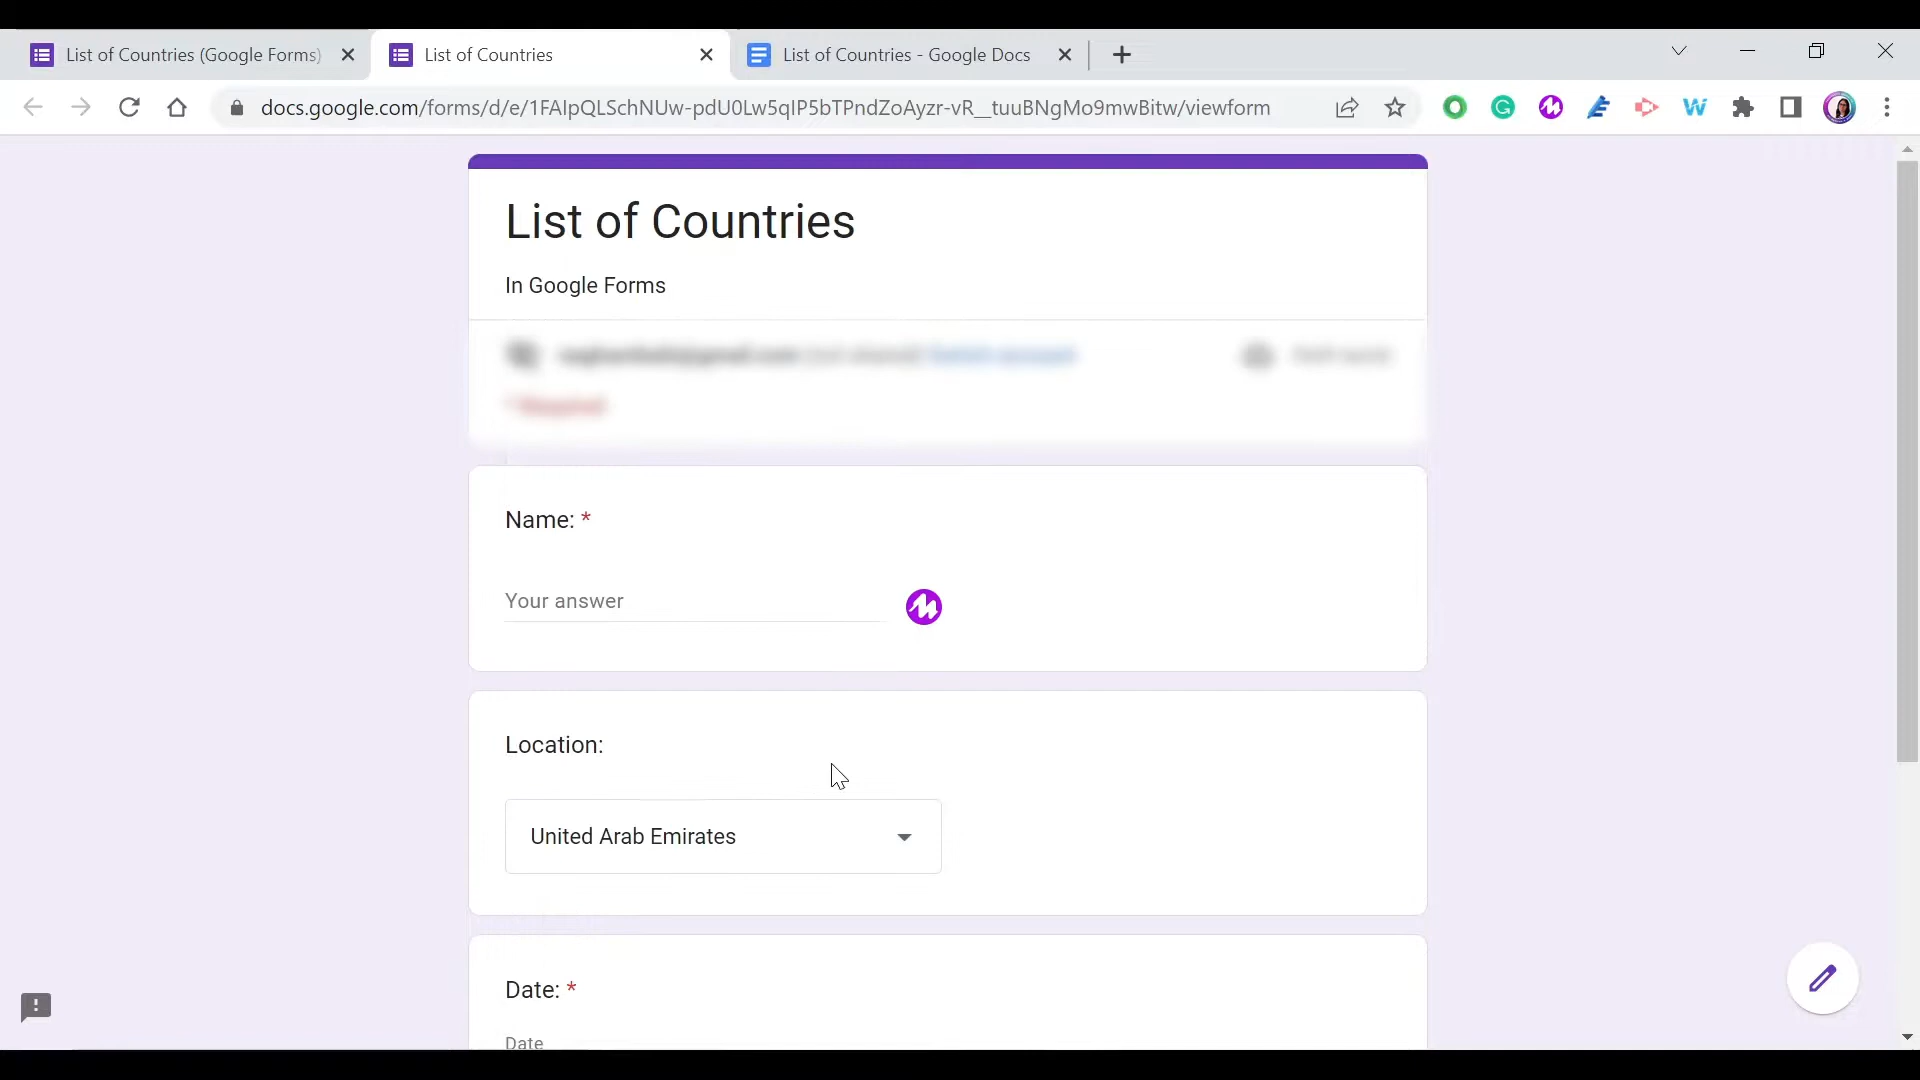 List of Countries (Google Forms)
List of Countries
List of Countries - Google Docs
docs.google.com/forms/d/e/1FAIpQLSchNUw-pdU0Lw5qIP5bTPndZoAyzr-vR__tuuBNgMo9mwBitw/viewform
List of Countries
In Google Forms
Name: *
Your answer
Location:
United Arab Emirates
Date: *
Date